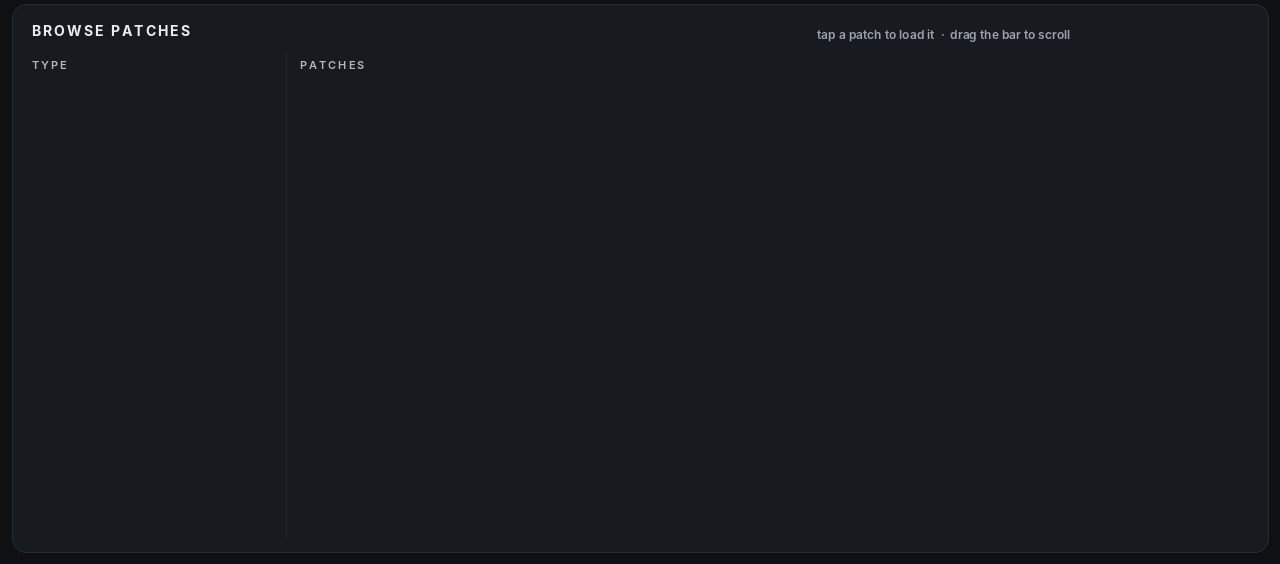 BROWSE PATCHES
tap a patch to load it · drag the bar to scroll
TYPE
PATCHES